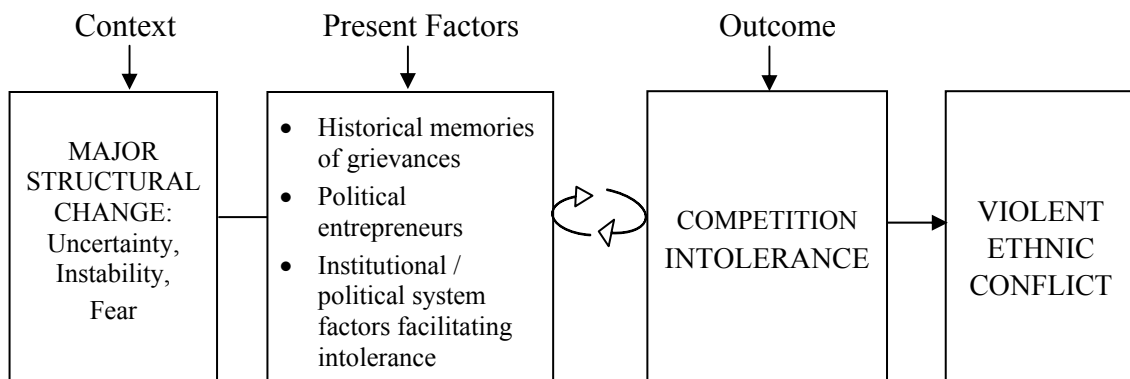 Context
Present Factors
Outcome
MAJOR
STRUCTURAL
CHANGE:
Uncertainty,
Instability,
Fear
• Historical memories
of grievances
• Political
entrepreneurs
• Institutional /
political system
factors facilitating
intolerance
COMPETITION
INTOLERANCE
VIOLENT
ETHNIC
CONFLICT